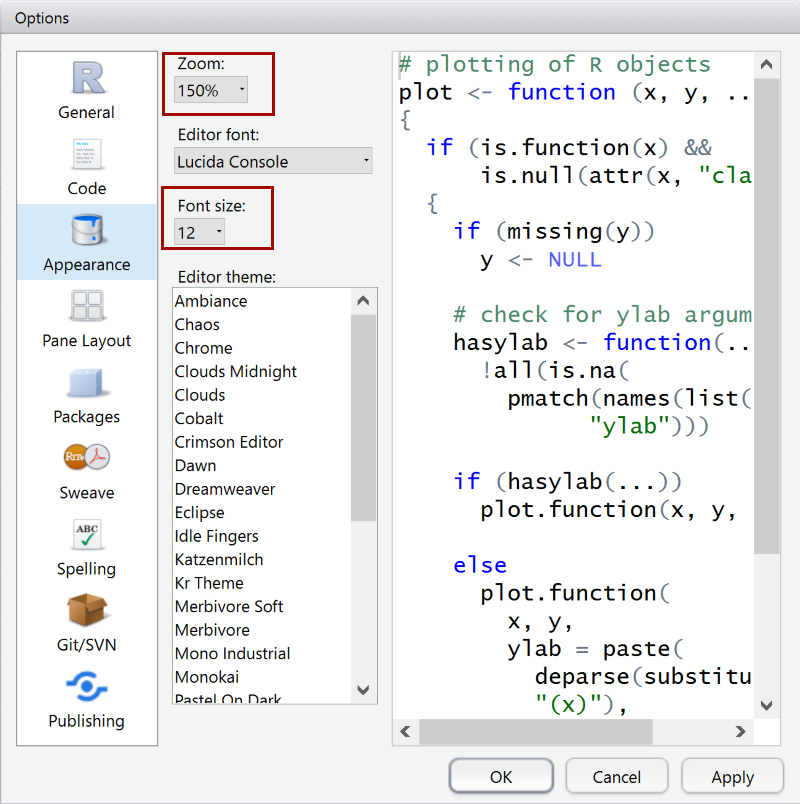 Options
R
General
Code
Appearance
Pane Layout
Packages
Rnw
Sweave
ABC
Spelling
Git/SVN
Publishing
Zoom:
150%
Editor font:
Lucida Console
Font size:
12
Editor theme:
Ambiance
Chaos
Chrome
Clouds Midnight
Clouds
Cobalt
Crimson Editor
Dawn
Dreamweaver
Eclipse
Idle Fingers
Katzenmilch
Kr Theme
Merbivore Soft
Merbivore
Mono Industrial
Monokai
Pastel On Dark
# plotting of R objects
plot <- function (x, y, ..
{
if (is.function(x) &&
is.null(attr(x, "cla
{
if (missing(y))
y <- NULL
# check for ylab argum
hasylab <- function(..
!all(is.na(
pmatch(names(list(
"ylab")))
if (hasylab(...))
plot.function(x, y,
else
plot.function(
x, y,
ylab = paste(
deparse(substitu
"(x)"),
OK
Cancel
Apply